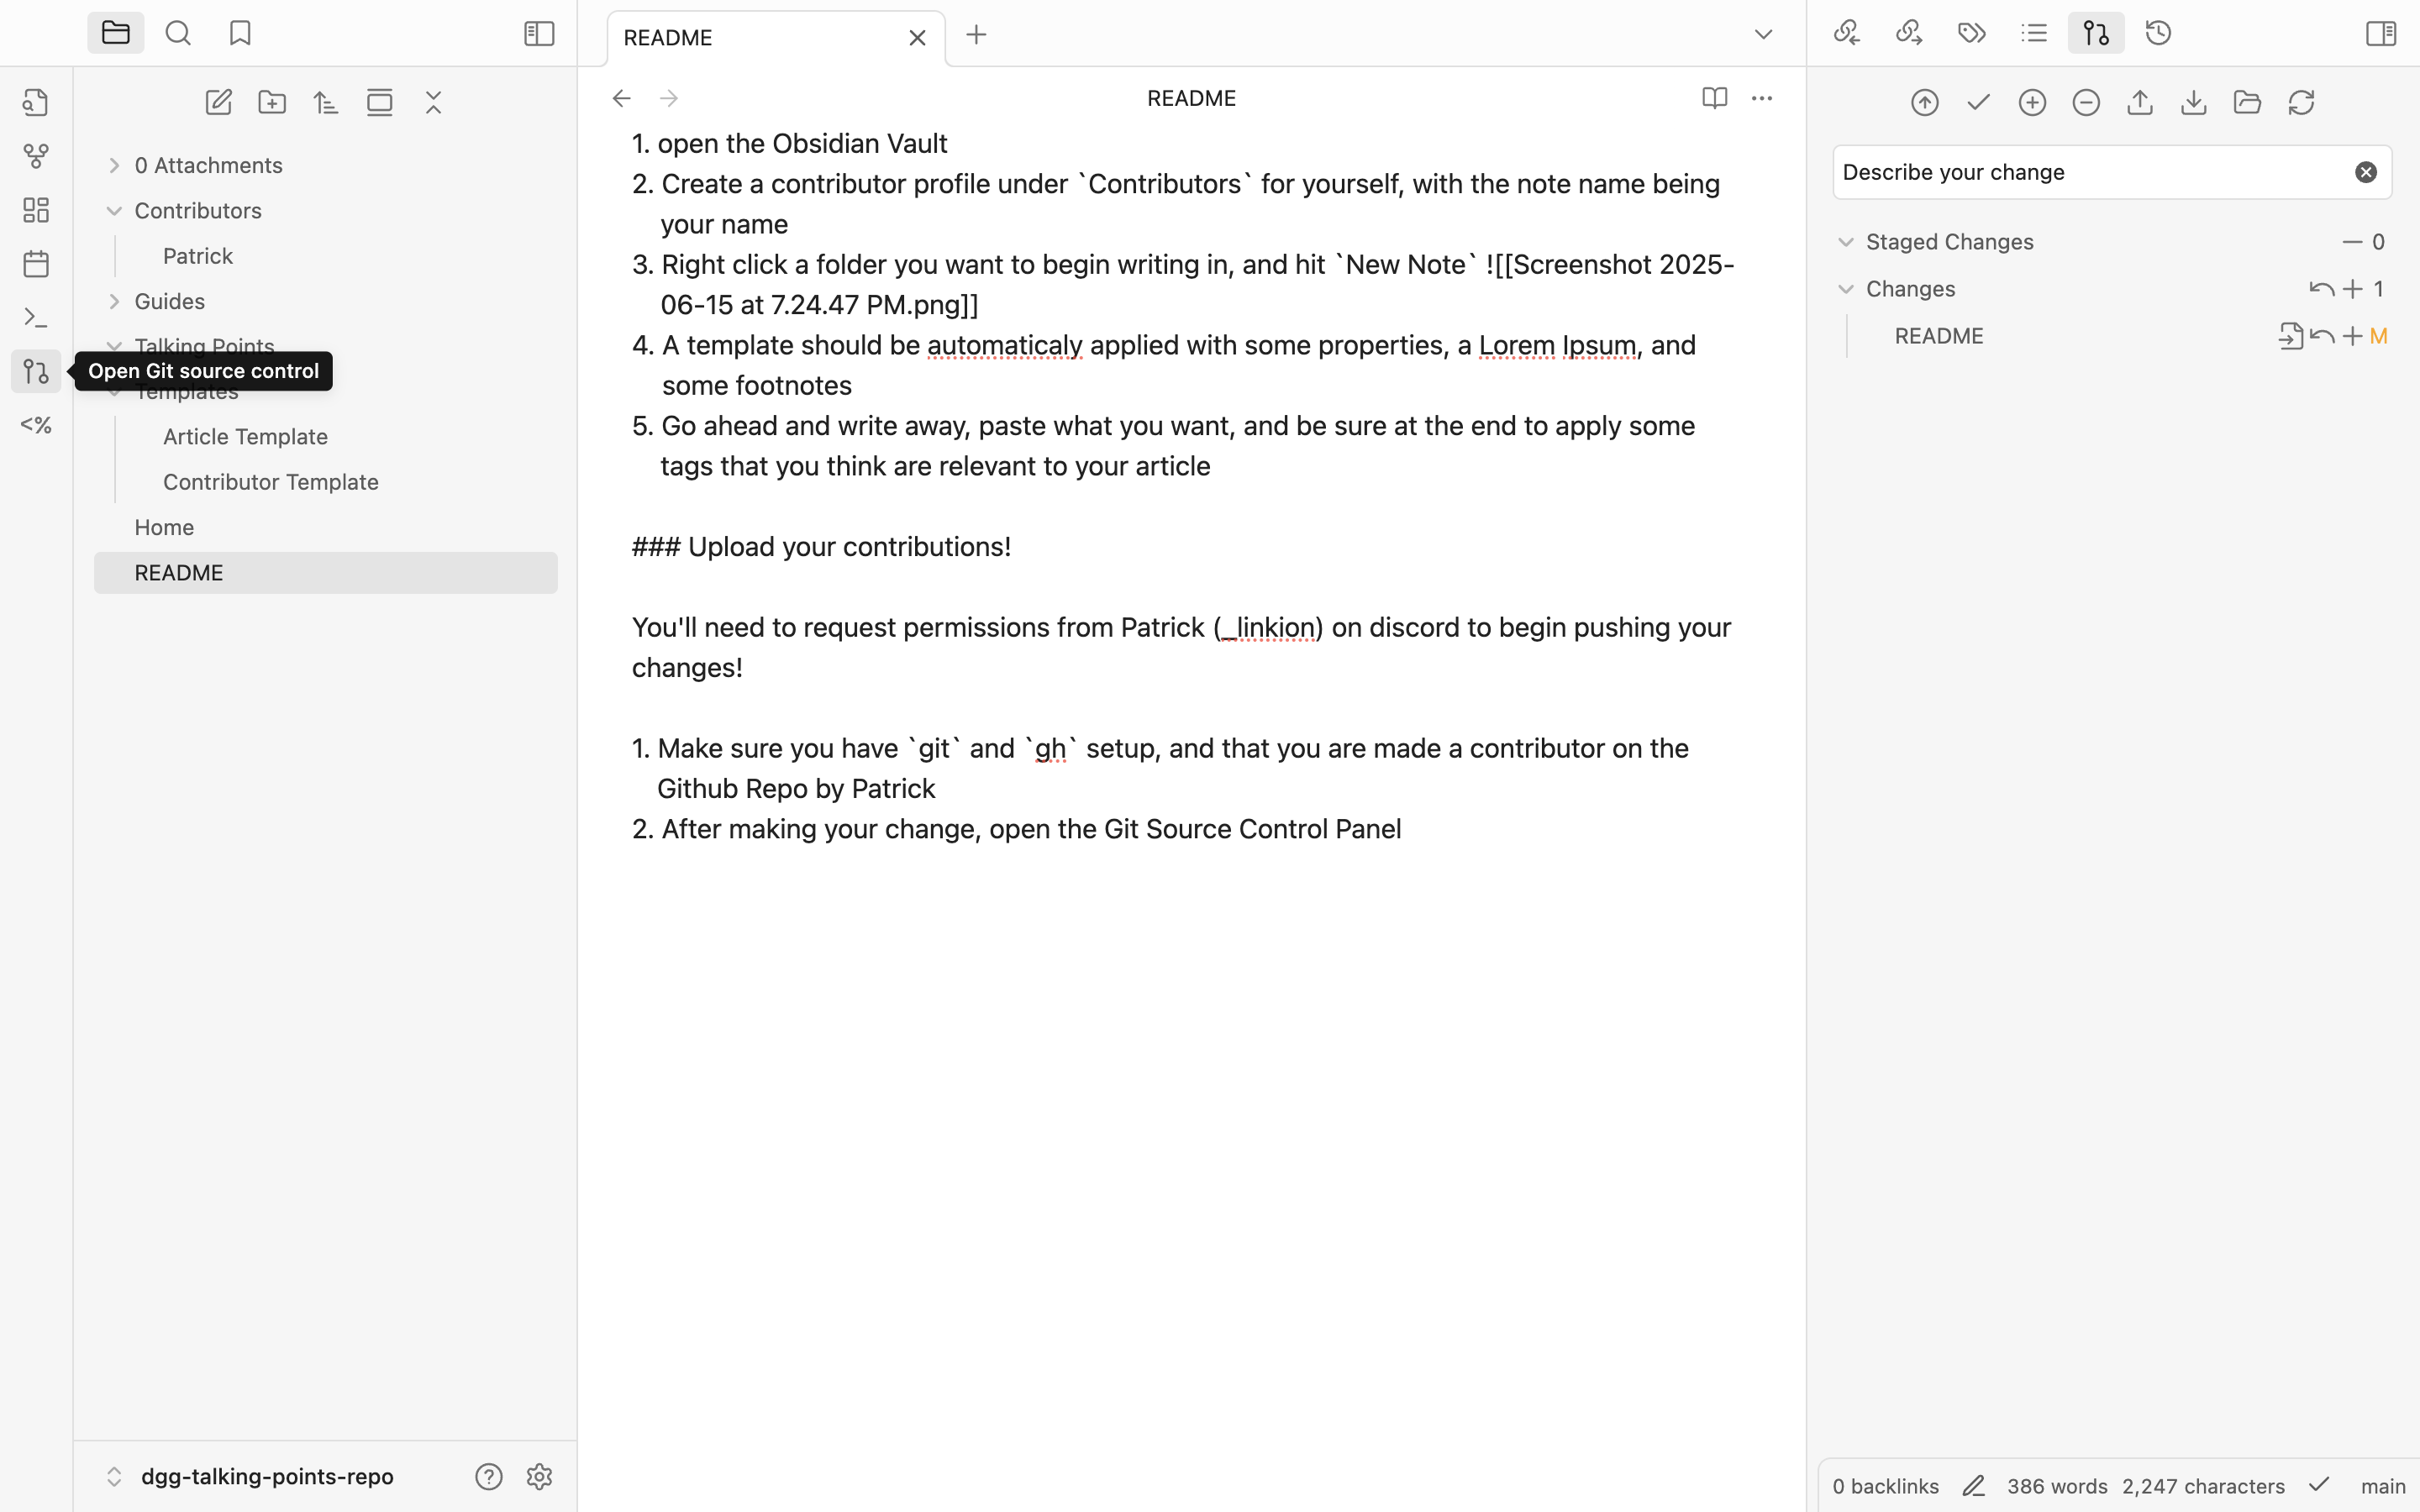 README
README
0 Attachments
Contributors
Patrick
Guides
Talking Points
Open Git source control
Templates
<%
Article Template
Contributor Template
Home
README
dgg-talking-points-repo
1. open the Obsidian Vault
2. Create a contributor profile under `Contributors` for yourself, with the note name being
your name
3. Right click a folder you want to begin writing in, and hit `New Note` ![[Screenshot 2025-
06-15 at 7.24.47 PM.png]]
4. A template should be automaticaly applied with some properties, a Lorem Ipsum, and
some footnotes
5. Go ahead and write away, paste what you want, and be sure at the end to apply some
tags that you think are relevant to your article
### Upload your contributions!
You'll need to request permissions from Patrick (_linkion) on discord to begin pushing your
changes!
1. Make sure you have `git` and `gh` setup, and that you are made a contributor on the
Github Repo by Patrick
2. After making your change, open the Git Source Control Panel
Describe your change
Staged Changes 0
Changes 1
README M
0 backlinks 386 words 2,247 characters main